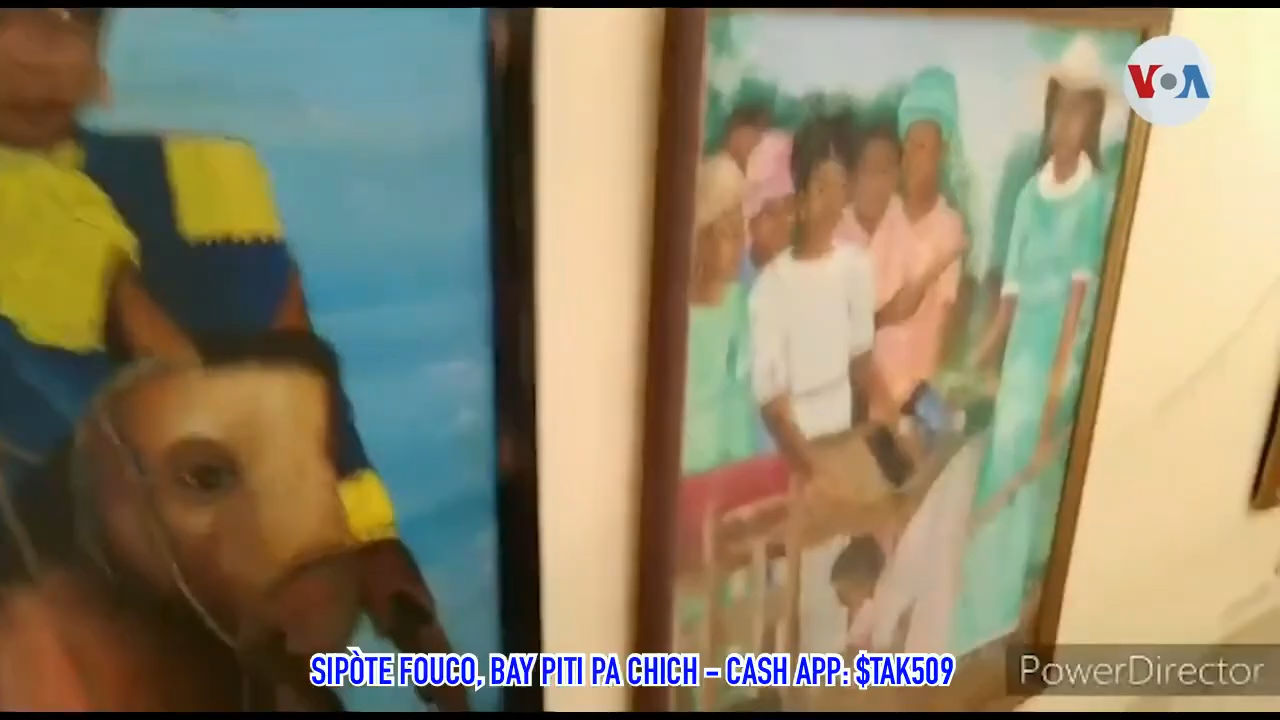 VOA
SIPÒTE FOUCO, BAY PITI PA CHICH – CASH APP: $TAK509
PowerDirector